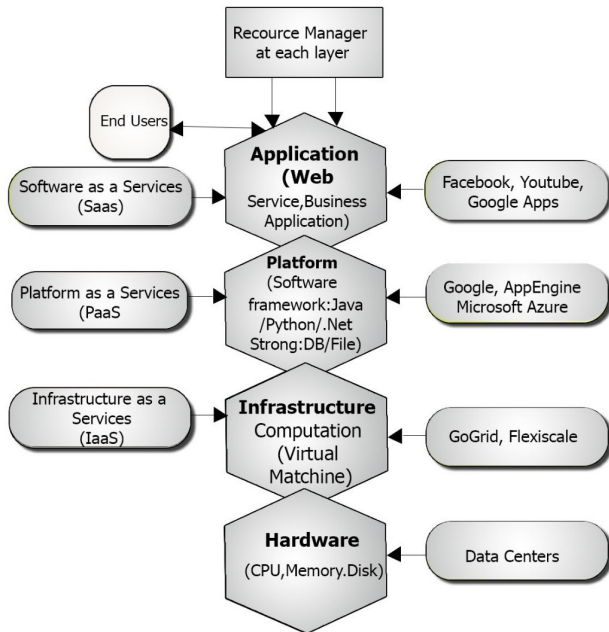 Recource Manager
at each layer
End Users
Application
(Web
Service,Business
Application)
Software as a Services
(Saas)
Facebook, Youtube,
Google Apps
Platform
(Software
framework:Java
/Python/.Net
Strong:DB/File)
Platform as a Services
(PaaS
Google, AppEngine
Microsoft Azure
Infrastructure as a
Services
(IaaS)
Infrastructure
Computation
(Virtual
Matchine)
GoGrid, Flexiscale
Hardware
(CPU,Memory.Disk)
Data Centers